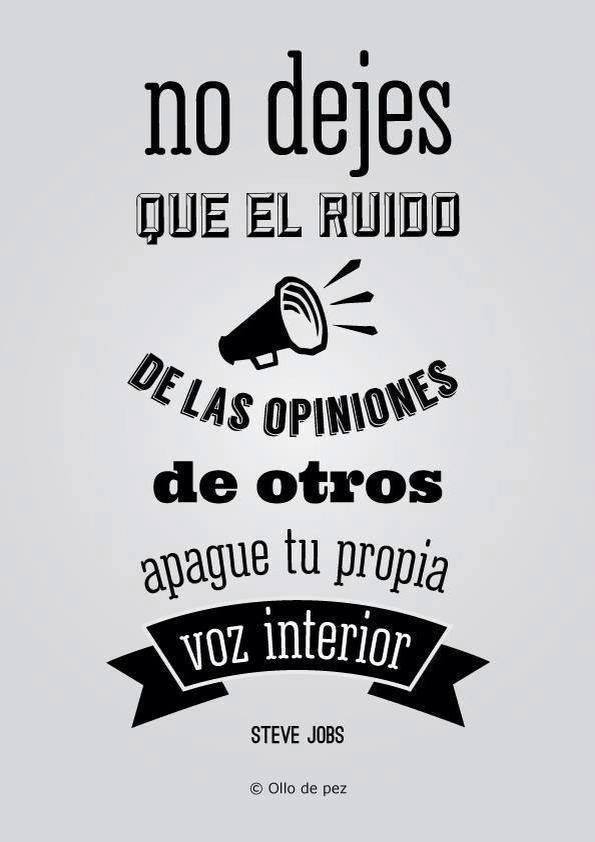 no dejes
QUE EL RUIDO
DE LAS OPINIONES
de otros
apague tu propia
voz interior
STEVE JOBS
© Ollo de pez